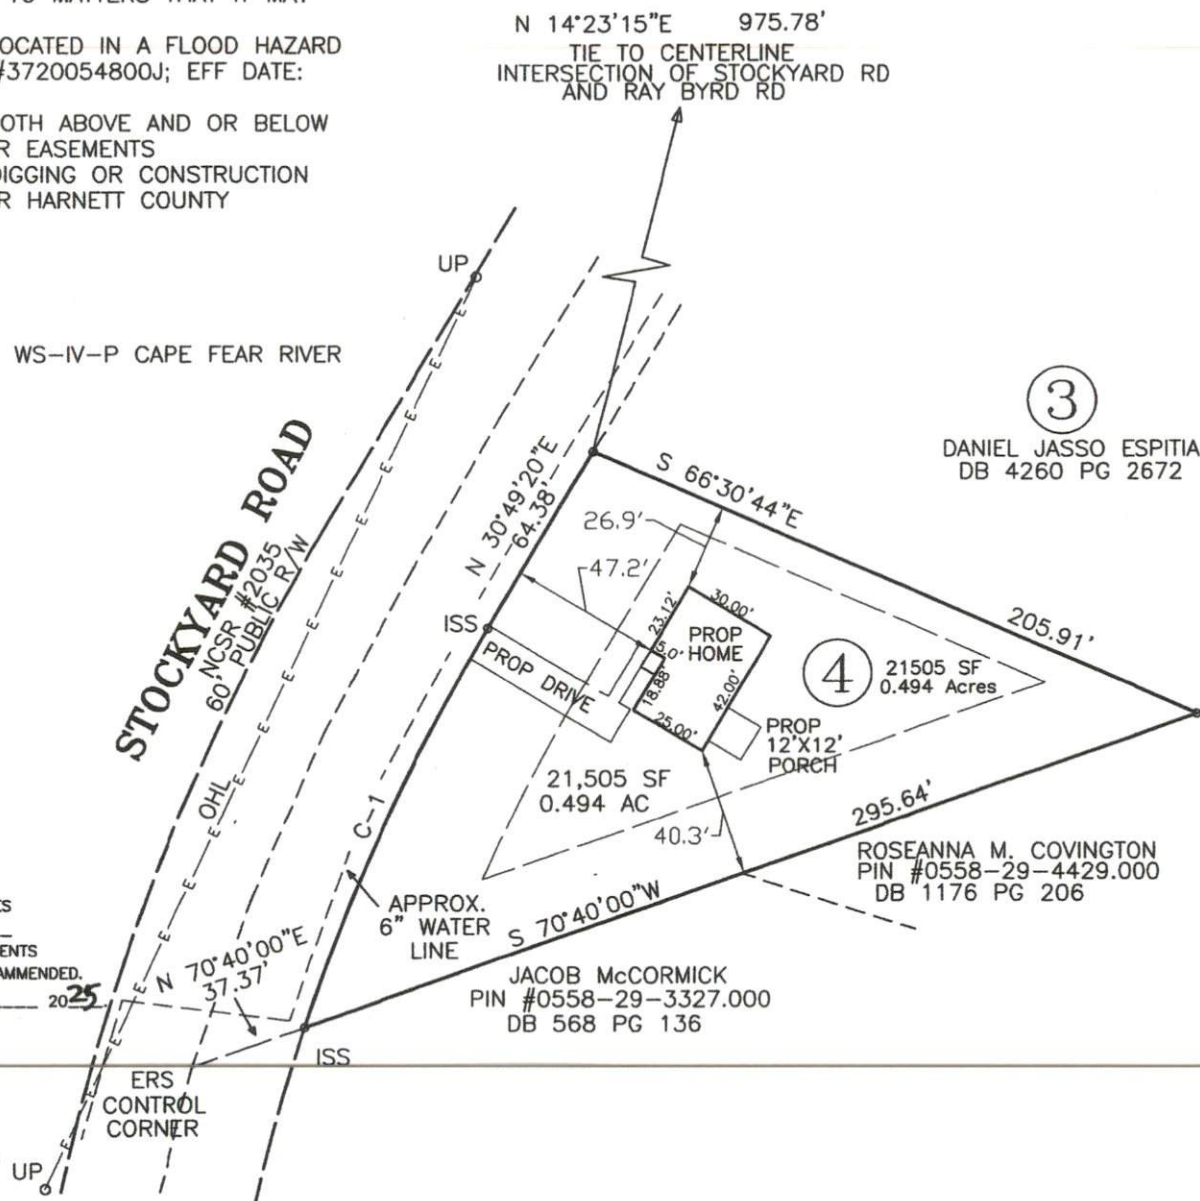 N 14°23'15"E 975.78'
TIE TO CENTERLINE
INTERSECTION OF STOCKYARD RD
AND RAY BYRD RD
OCATED IN A FLOOD HAZARD
#3720054800J; EFF DATE:
OTH ABOVE AND OR BELOW
R EASEMENTS
DIGGING OR CONSTRUCTION
R HARNETT COUNTY
UP
WS-IV-P CAPE FEAR RIVER
3
DANIEL JASSO ESPITIA
DB 4260 PG 2672
STOCKYARD ROAD
NCSR #2035
60' PUBLIC R/W
N 30°49'20"E
64.38'
S 66°30'44"E
205.91'
26.9'
47.2'
ISS
PROP DRIVE
23.12'
30.00'
PROP
HOME
5.0'
18.88'
42.00'
25.00'
4
21505 SF
0.494 Acres
PROP
12'X12'
PORCH
21,505 SF
0.494 AC
40.3'
295.64'
S 70°40'00"W
ROSEANNA M. COVINGTON
PIN #0558-29-4429.000
DB 1176 PG 206
E
E
E
E
E
E
E
E
OHL
E
E
E
E
E
E
E
E
C-1
APPROX.
6" WATER
LINE
N 70°40'00"E
37.37'
JACOB McCORMICK
PIN #0558-29-3327.000
DB 568 PG 136
ENTS
AMMENDED.
2025
ISS
ERS
CONTROL
CORNER
UP